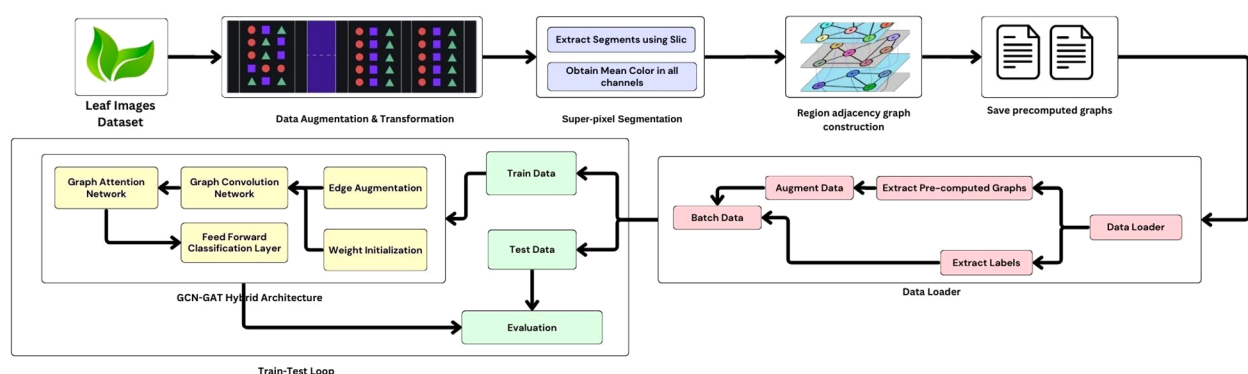 Leaf Images
Dataset
Data Augmentation & Transformation
Extract Segments using Slic
Obtain Mean Color in all
channels
Super-pixel Segmentation
Region adjacency graph
construction
Save precomputed graphs
Graph Attention
Network
Graph Convolution
Network
Edge Augmentation
Feed Forward
Classification Layer
Weight Initialization
GCN-GAT Hybrid Architecture
Train Data
Test Data
Evaluation
Train-Test Loop
Augment Data
Extract Pre-computed Graphs
Batch Data
Data Loader
Extract Labels
Data Loader